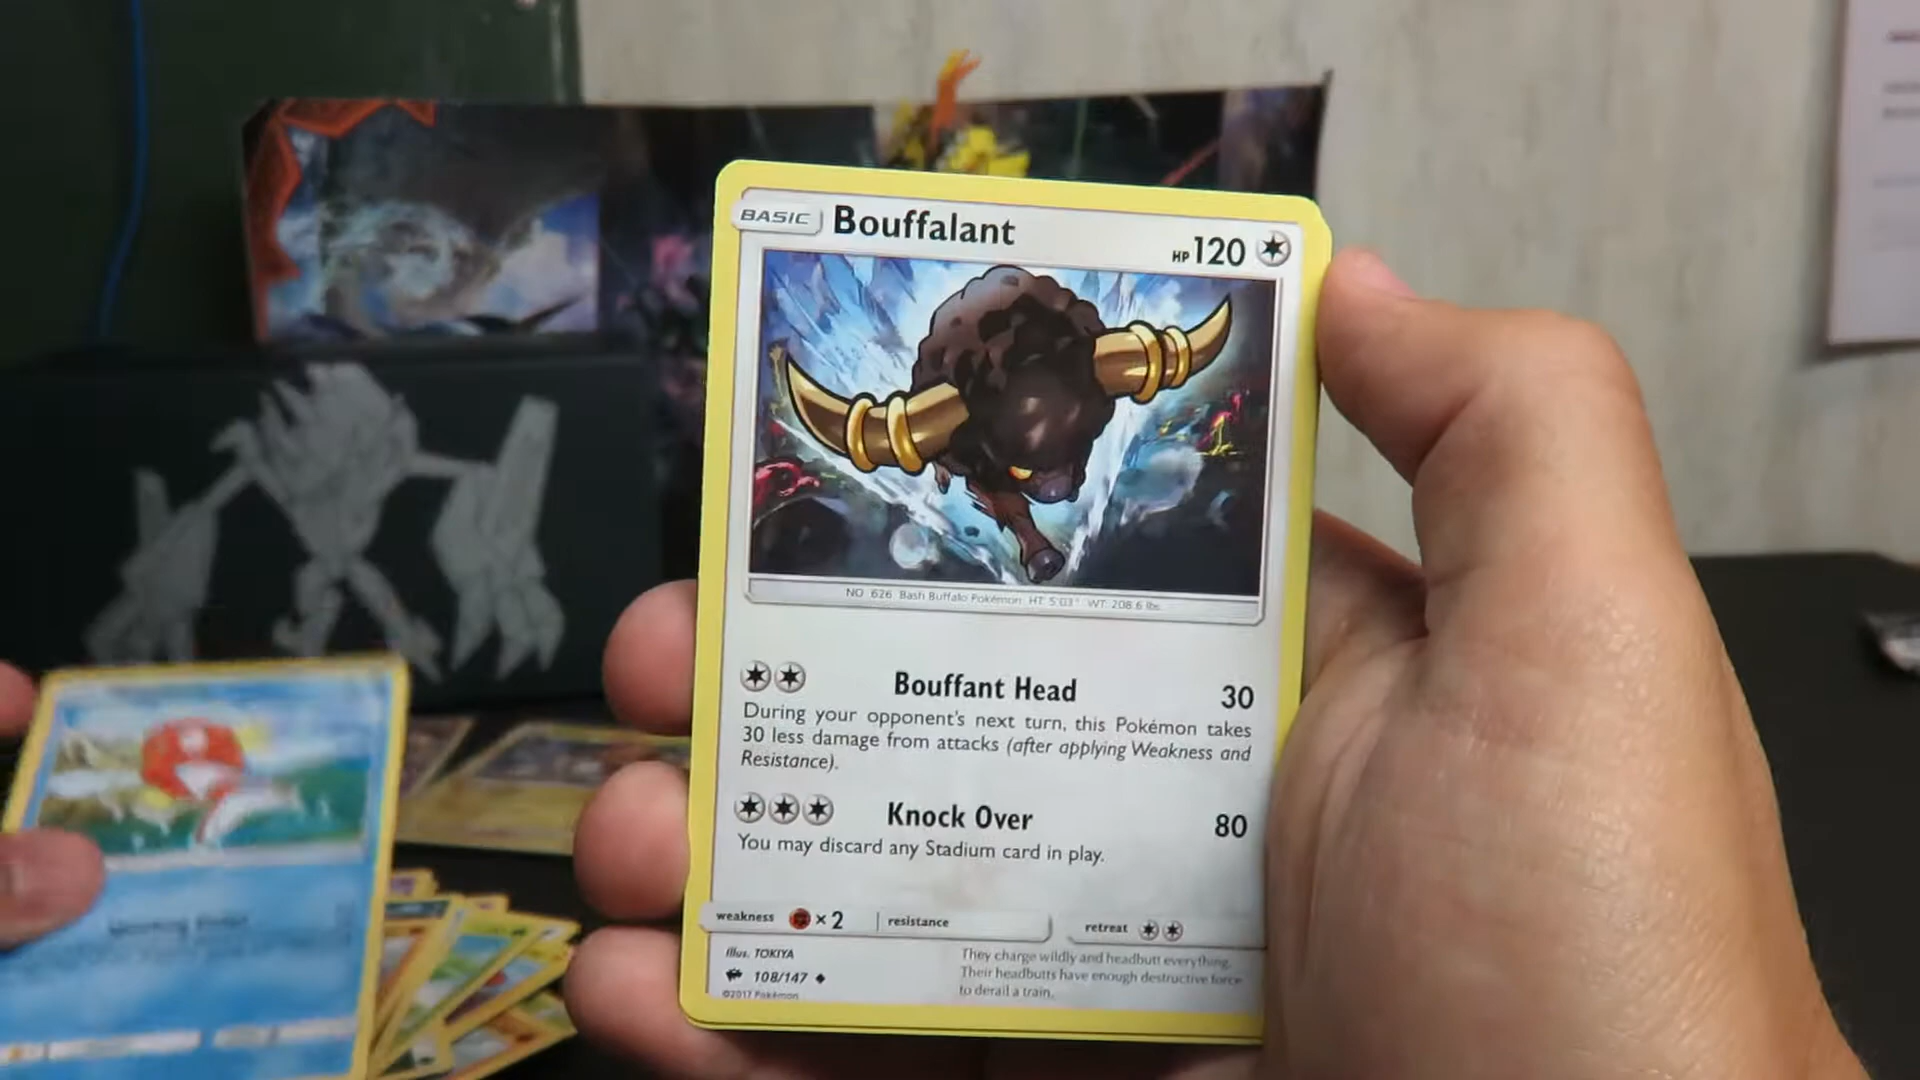 BASIC Bouffalant HP 120
NO. 626 Bash Buffalo Pokémon HT: 5'03" WT: 208.6 lbs.
Bouffant Head 30
During your opponent's next turn, this Pokémon takes
30 less damage from attacks (after applying Weakness and
Resistance).
Knock Over 80
You may discard any Stadium card in play.
weakness ×2 resistance retreat
Illus. TOKIYA
108/147
©2017 Pokémon
They charge wildly and headbutt everything.
Their headbutts have enough destructive force
to derail a train.